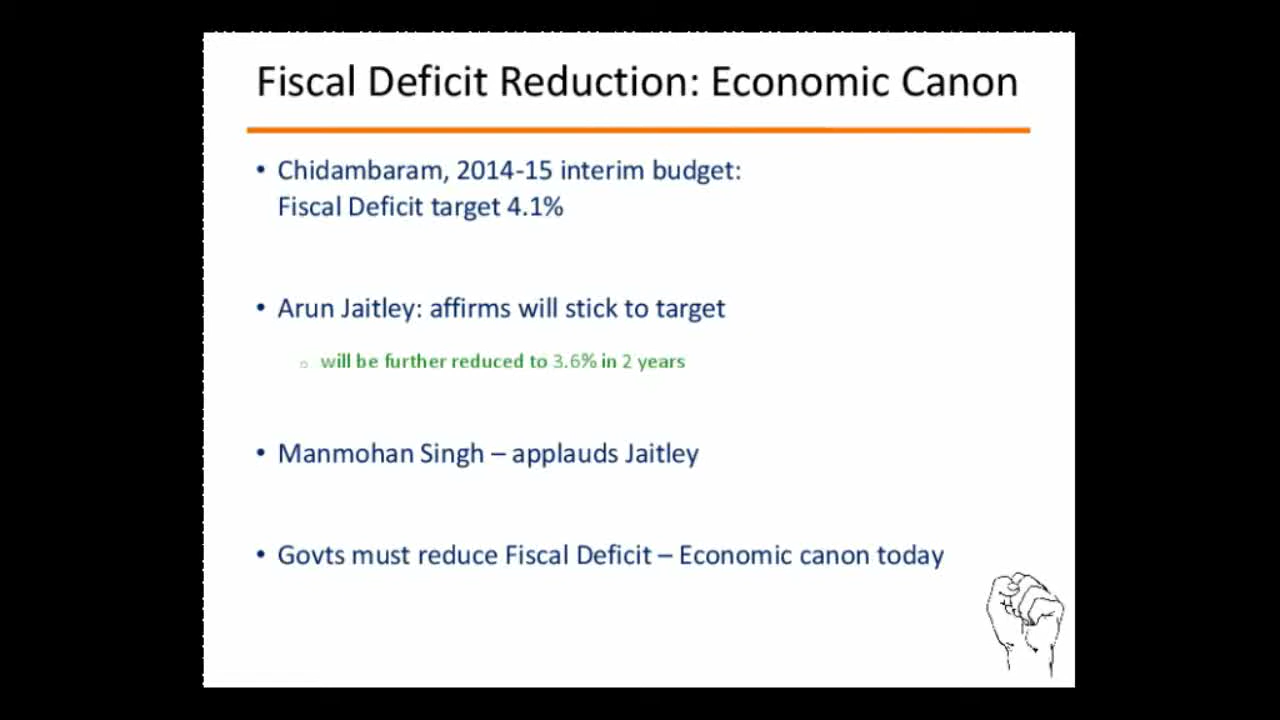 Fiscal Deficit Reduction: Economic Canon
• Chidambaram, 2014-15 interim budget:
Fiscal Deficit target 4.1%
• Arun Jaitley: affirms will stick to target
○ will be further reduced to 3.6% in 2 years
• Manmohan Singh – applauds Jaitley
• Govts must reduce Fiscal Deficit – Economic canon today